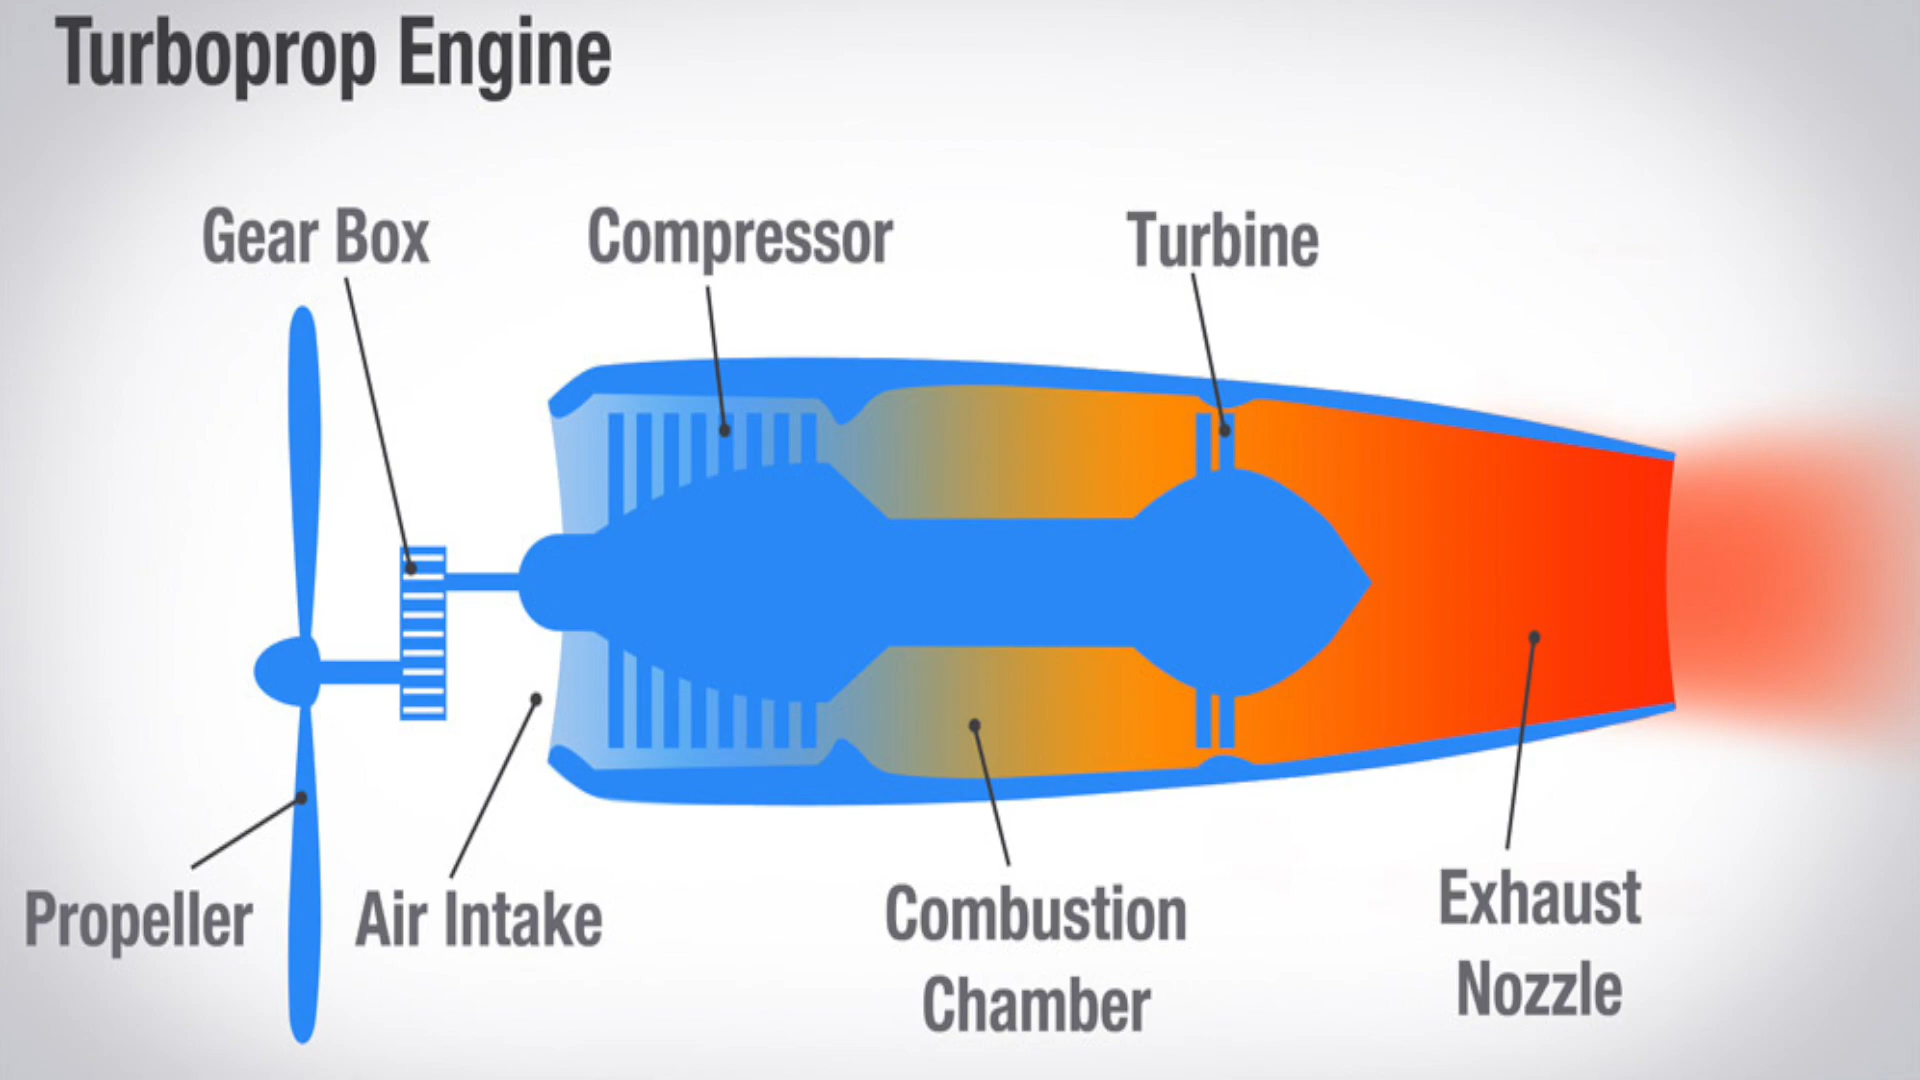 Turboprop Engine
Gear Box
Compressor
Turbine
Propeller
Air Intake
Combustion
Chamber
Exhaust
Nozzle